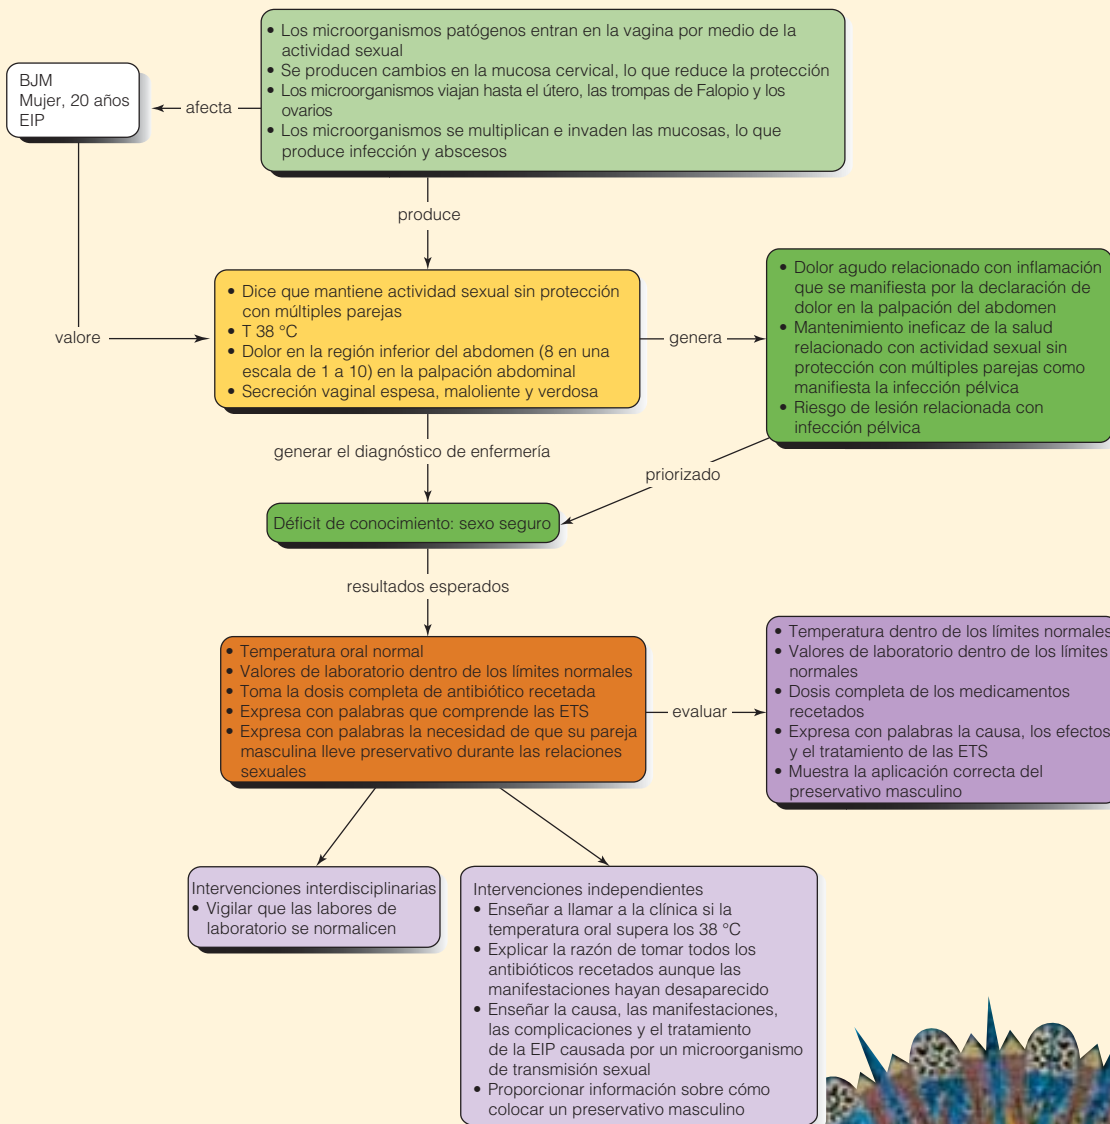 • Los microorganismos patógenos entran en la vagina por medio de la
actividad sexual
• Se producen cambios en la mucosa cervical, lo que reduce la protección
• Los microorganismos viajan hasta el útero, las trompas de Falopio y los
ovarios
• Los microorganismos se multiplican e invaden las mucosas, lo que
produce infección y abscesos
BJM
Mujer, 20 años
EIP
afecta
produce
valore
• Dice que mantiene actividad sexual sin protección
con múltiples parejas
• T 38 °C
• Dolor en la región inferior del abdomen (8 en una
escala de 1 a 10) en la palpación abdominal
• Secreción vaginal espesa, maloliente y verdosa
genera
• Dolor agudo relacionado con inflamación
que se manifiesta por la declaración de
dolor en la palpación del abdomen
• Mantenimiento ineficaz de la salud
relacionado con actividad sexual sin
protección con múltiples parejas como
manifiesta la infección pélvica
• Riesgo de lesión relacionada con
infección pélvica
generar el diagnóstico de enfermería
priorizado
Déficit de conocimiento: sexo seguro
resultados esperados
• Temperatura oral normal
• Valores de laboratorio dentro de los límites normales
• Toma la dosis completa de antibiótico recetada
• Expresa con palabras que comprende las ETS
• Expresa con palabras la necesidad de que su pareja
masculina lleve preservativo durante las relaciones
sexuales
evaluar
• Temperatura dentro de los límites normales
• Valores de laboratorio dentro de los límites
normales
• Dosis completa de los medicamentos
recetados
• Expresa con palabras la causa, los efectos
y el tratamiento de las ETS
• Muestra la aplicación correcta del
preservativo masculino
Intervenciones interdisciplinarias
• Vigilar que las labores de
laboratorio se normalicen
Intervenciones independientes
• Enseñar a llamar a la clínica si la
temperatura oral supera los 38 °C
• Explicar la razón de tomar todos los
antibióticos recetados aunque las
manifestaciones hayan desaparecido
• Enseñar la causa, las manifestaciones,
las complicaciones y el tratamiento
de la EIP causada por un microorganismo
de transmisión sexual
• Proporcionar información sobre cómo
colocar un preservativo masculino